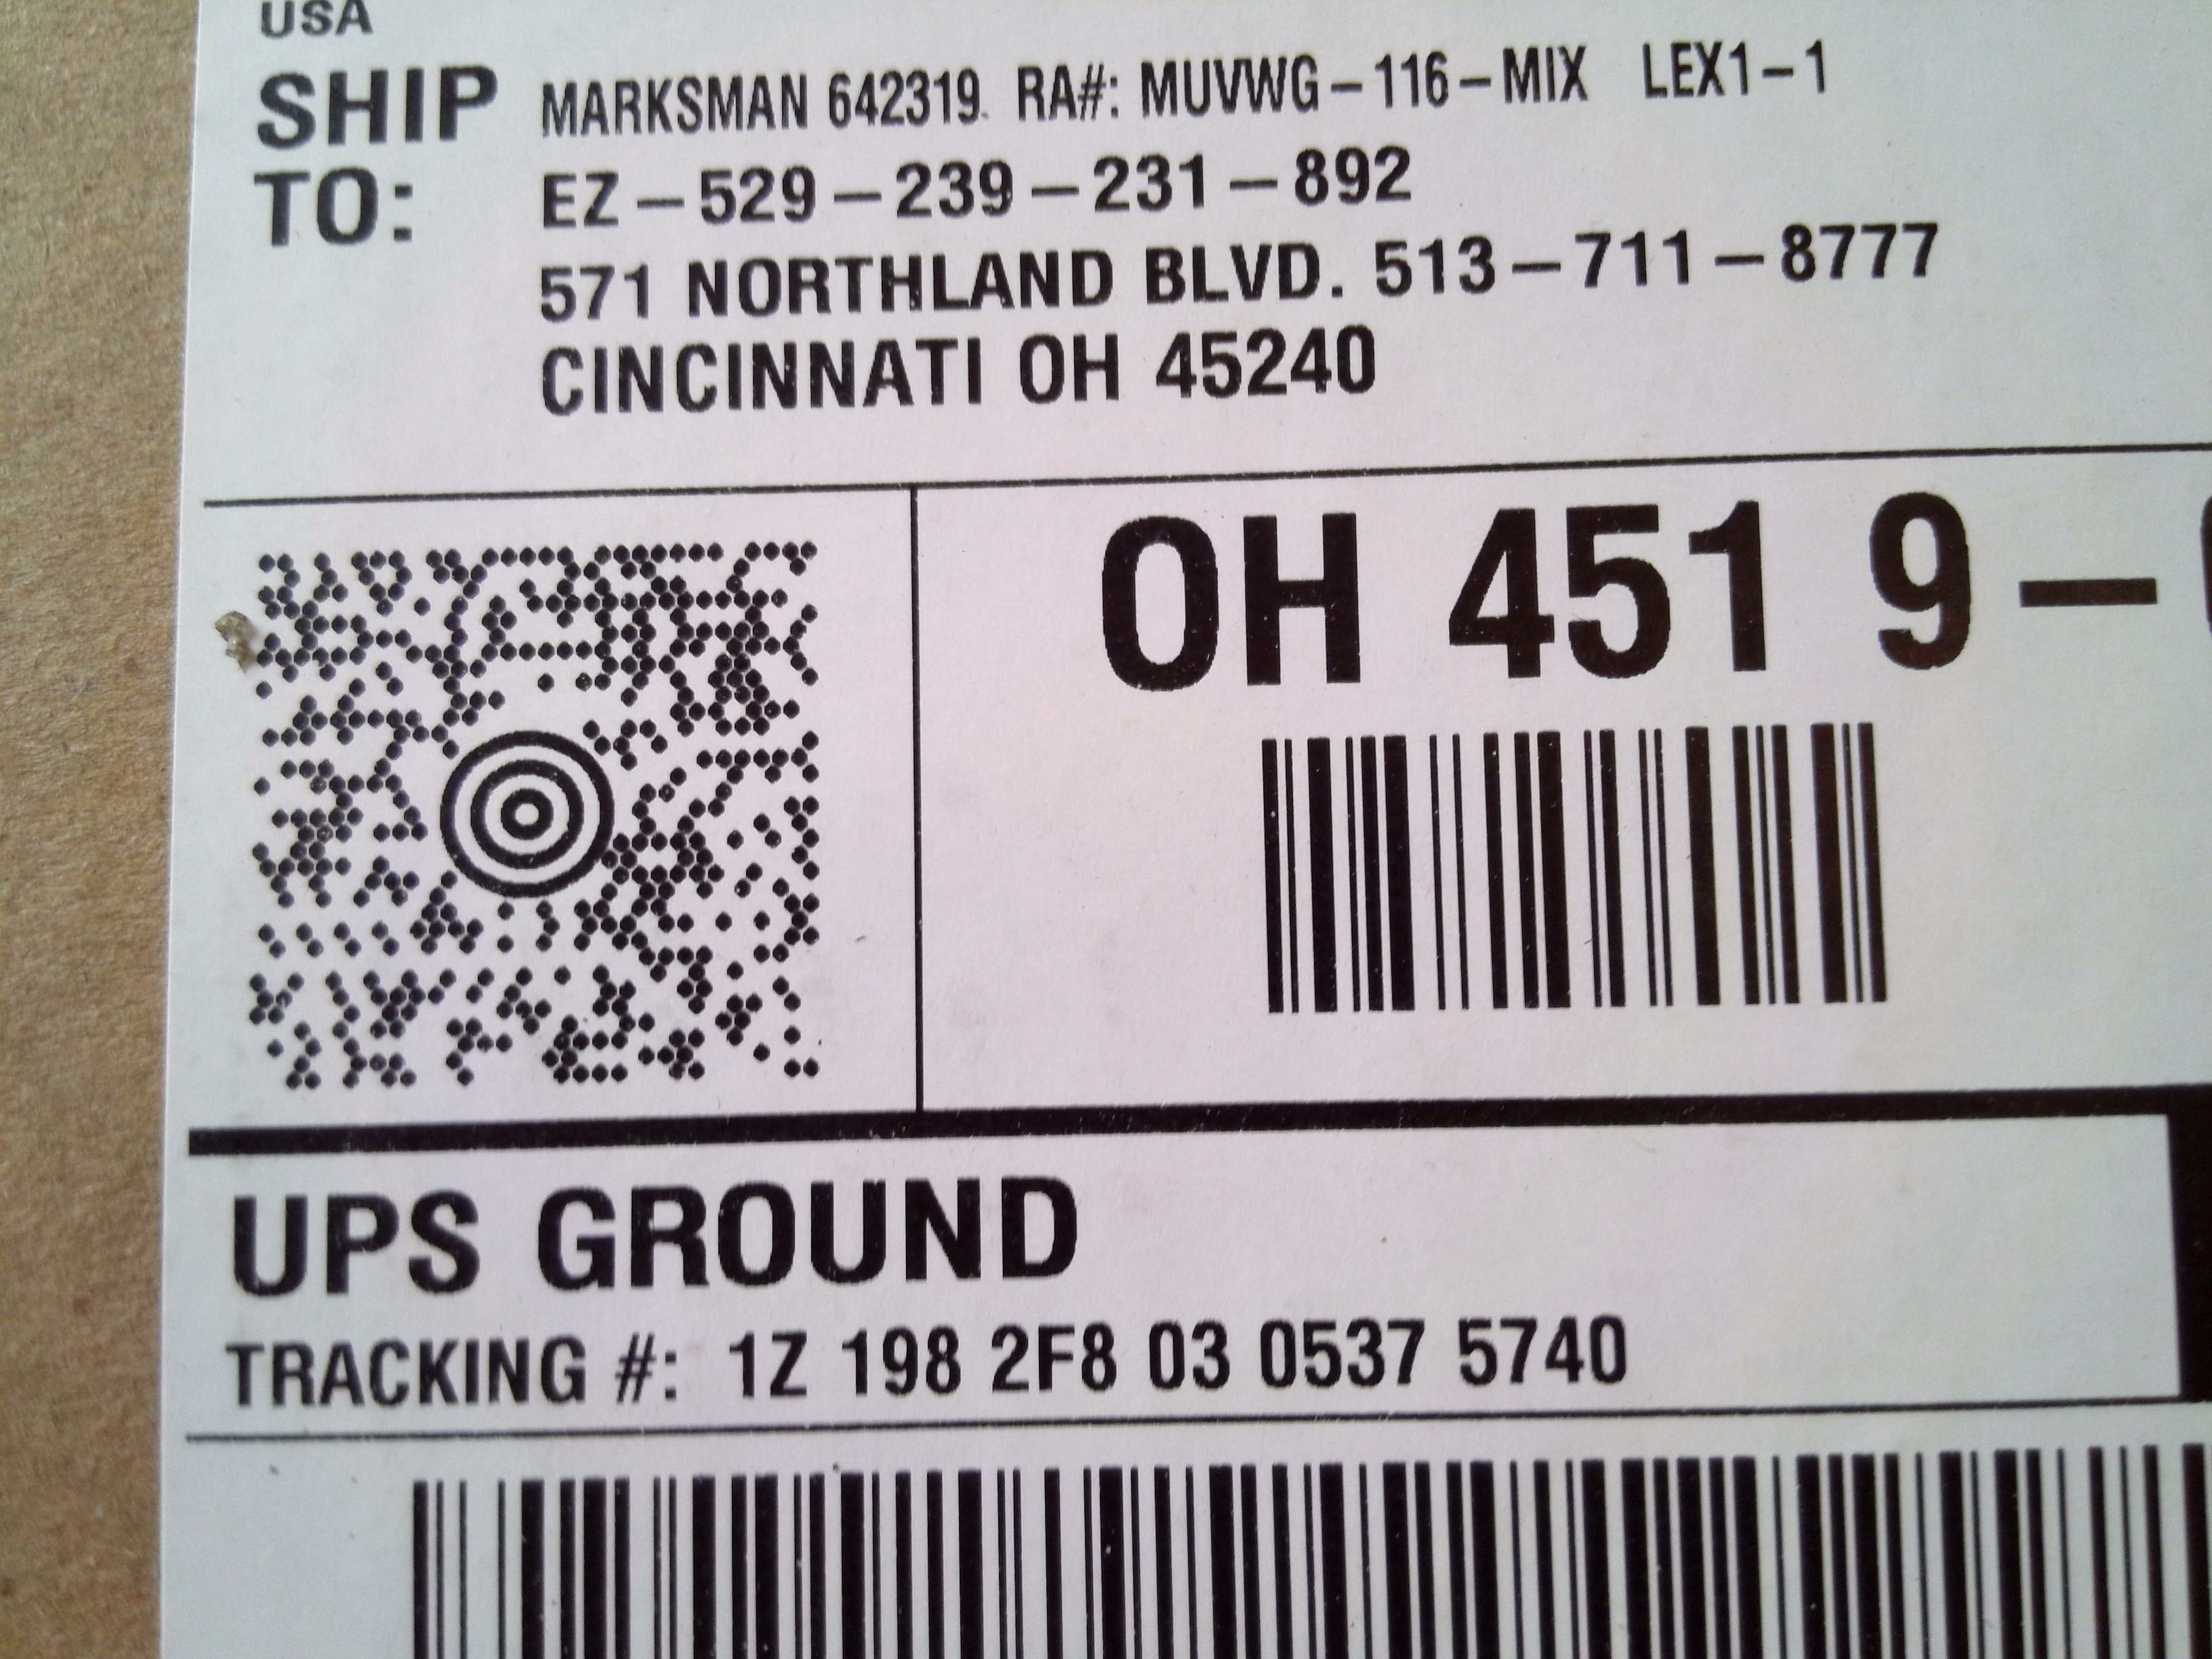 USA
SHIP TO: MARKSMAN 642319 RA#: MUVWG-116-MIX LEX1-1
EZ-529-239-231-892
571 NORTHLAND BLVD. 513-711-8777
CINCINNATI OH 45240
OH 451 9-
UPS GROUND
TRACKING #: 1Z 198 2F8 03 0537 5740